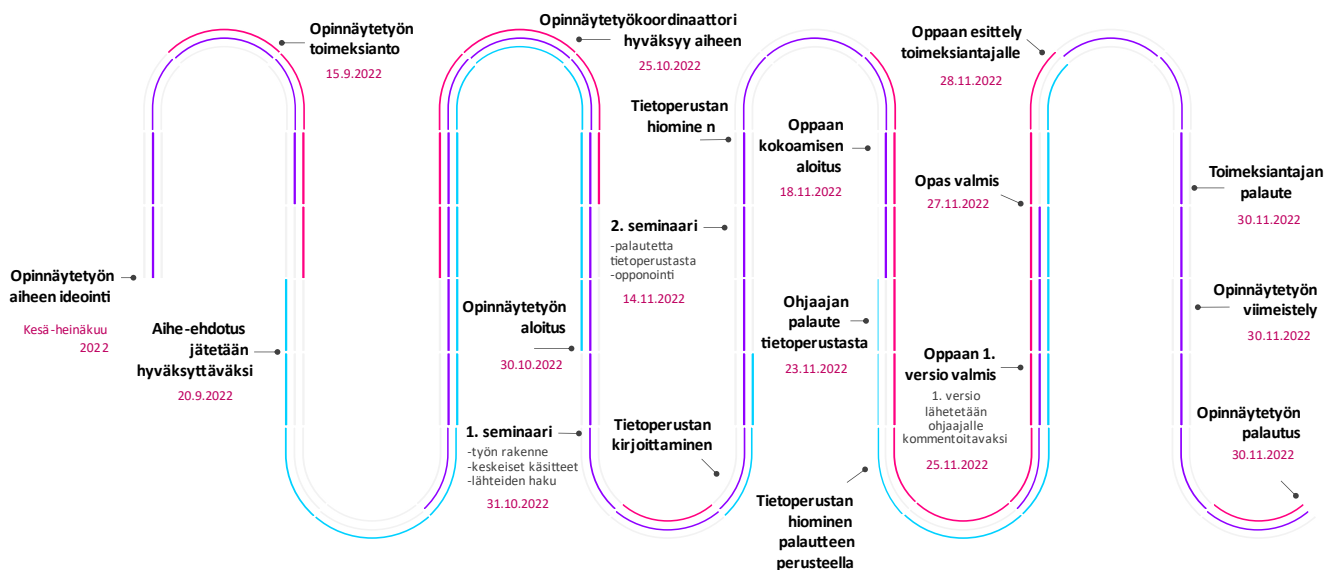 Opinnäytetyön
aiheen ideointi
Kesä-heinäkuu
2022
Opinnäytetyön
toimeksianto
15.9.2022
Aihe-ehdotus
jätetään
hyväksyttäväksi
20.9.2022
Opinnäytetyökoordinaattori
hyväksyy aiheen
25.10.2022
Opinnäytetyön
aloitus
30.10.2022
1. seminaari
-työn rakenne
-keskeiset käsitteet
-lähteiden haku
31.10.2022
Tietoperustan
kirjoittaminen
2. seminaari
-palautetta
tietoperustasta
-opponointi
14.11.2022
Tietoperustan
hiomine n
Oppaan
kokoamisen
aloitus
18.11.2022
Ohjaajan
palaute
tietoperustasta
23.11.2022
Tietoperustan
hiominen
palautteen
perusteella
Oppaan 1.
versio valmis
1. versio
lähetetään
ohjaajalle
kommentoitavaksi
25.11.2022
Opas valmis
27.11.2022
Oppaan esittely
toimeksiantajalle
28.11.2022
Toimeksiantajan
palaute
30.11.2022
Opinnäytetyön
viimeistely
30.11.2022
Opinnäytetyön
palautus
30.11.2022